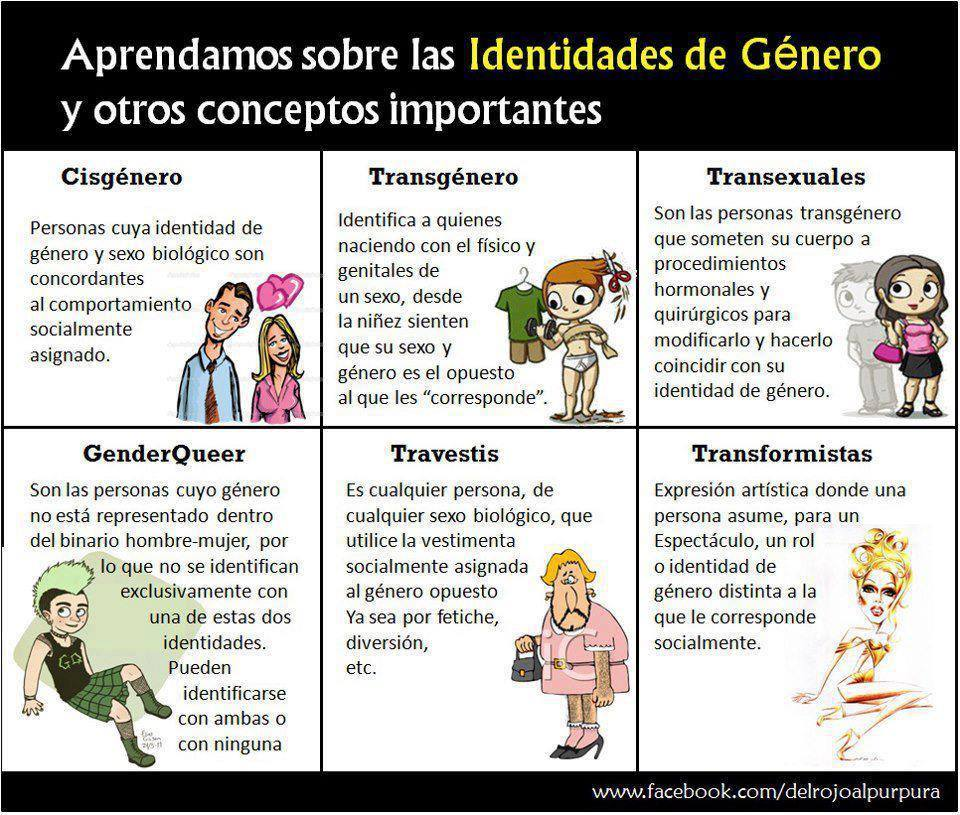 Aprendamos sobre las Identidades de Género
y otros conceptos importantes
Cisgénero
Personas cuya identidad de
género y sexo biológico son
concordantes
al comportamiento
socialmente
asignado.
Transgénero
Identifica a quienes
naciendo con el físico y
genitales de
un sexo, desde
la niñez sienten
que su sexo y
género es el opuesto
al que les “corresponde”.
Transexuales
Son las personas transgénero
que someten su cuerpo a
procedimientos
hormonales y
quirúrgicos para
modificarlo y hacerlo
coincidir con su
identidad de género.
GenderQueer
Son las personas cuyo género
no está representado dentro
del binario hombre-mujer, por
lo que no se identifican
exclusivamente con
una de estas dos
identidades.
Pueden
identificarse
con ambas o
con ninguna
GO
Travestis
Es cualquier persona, de
cualquier sexo biológico, que
utilice la vestimenta
socialmente asignada
al género opuesto
Ya sea por fetiche,
diversión,
etc.
Transformistas
Expresión artística donde una
persona asume, para un
Espectáculo, un rol
o identidad de
género distinta a la
que le corresponde
socialmente.
www.facebook.com/delrojoalpurpura